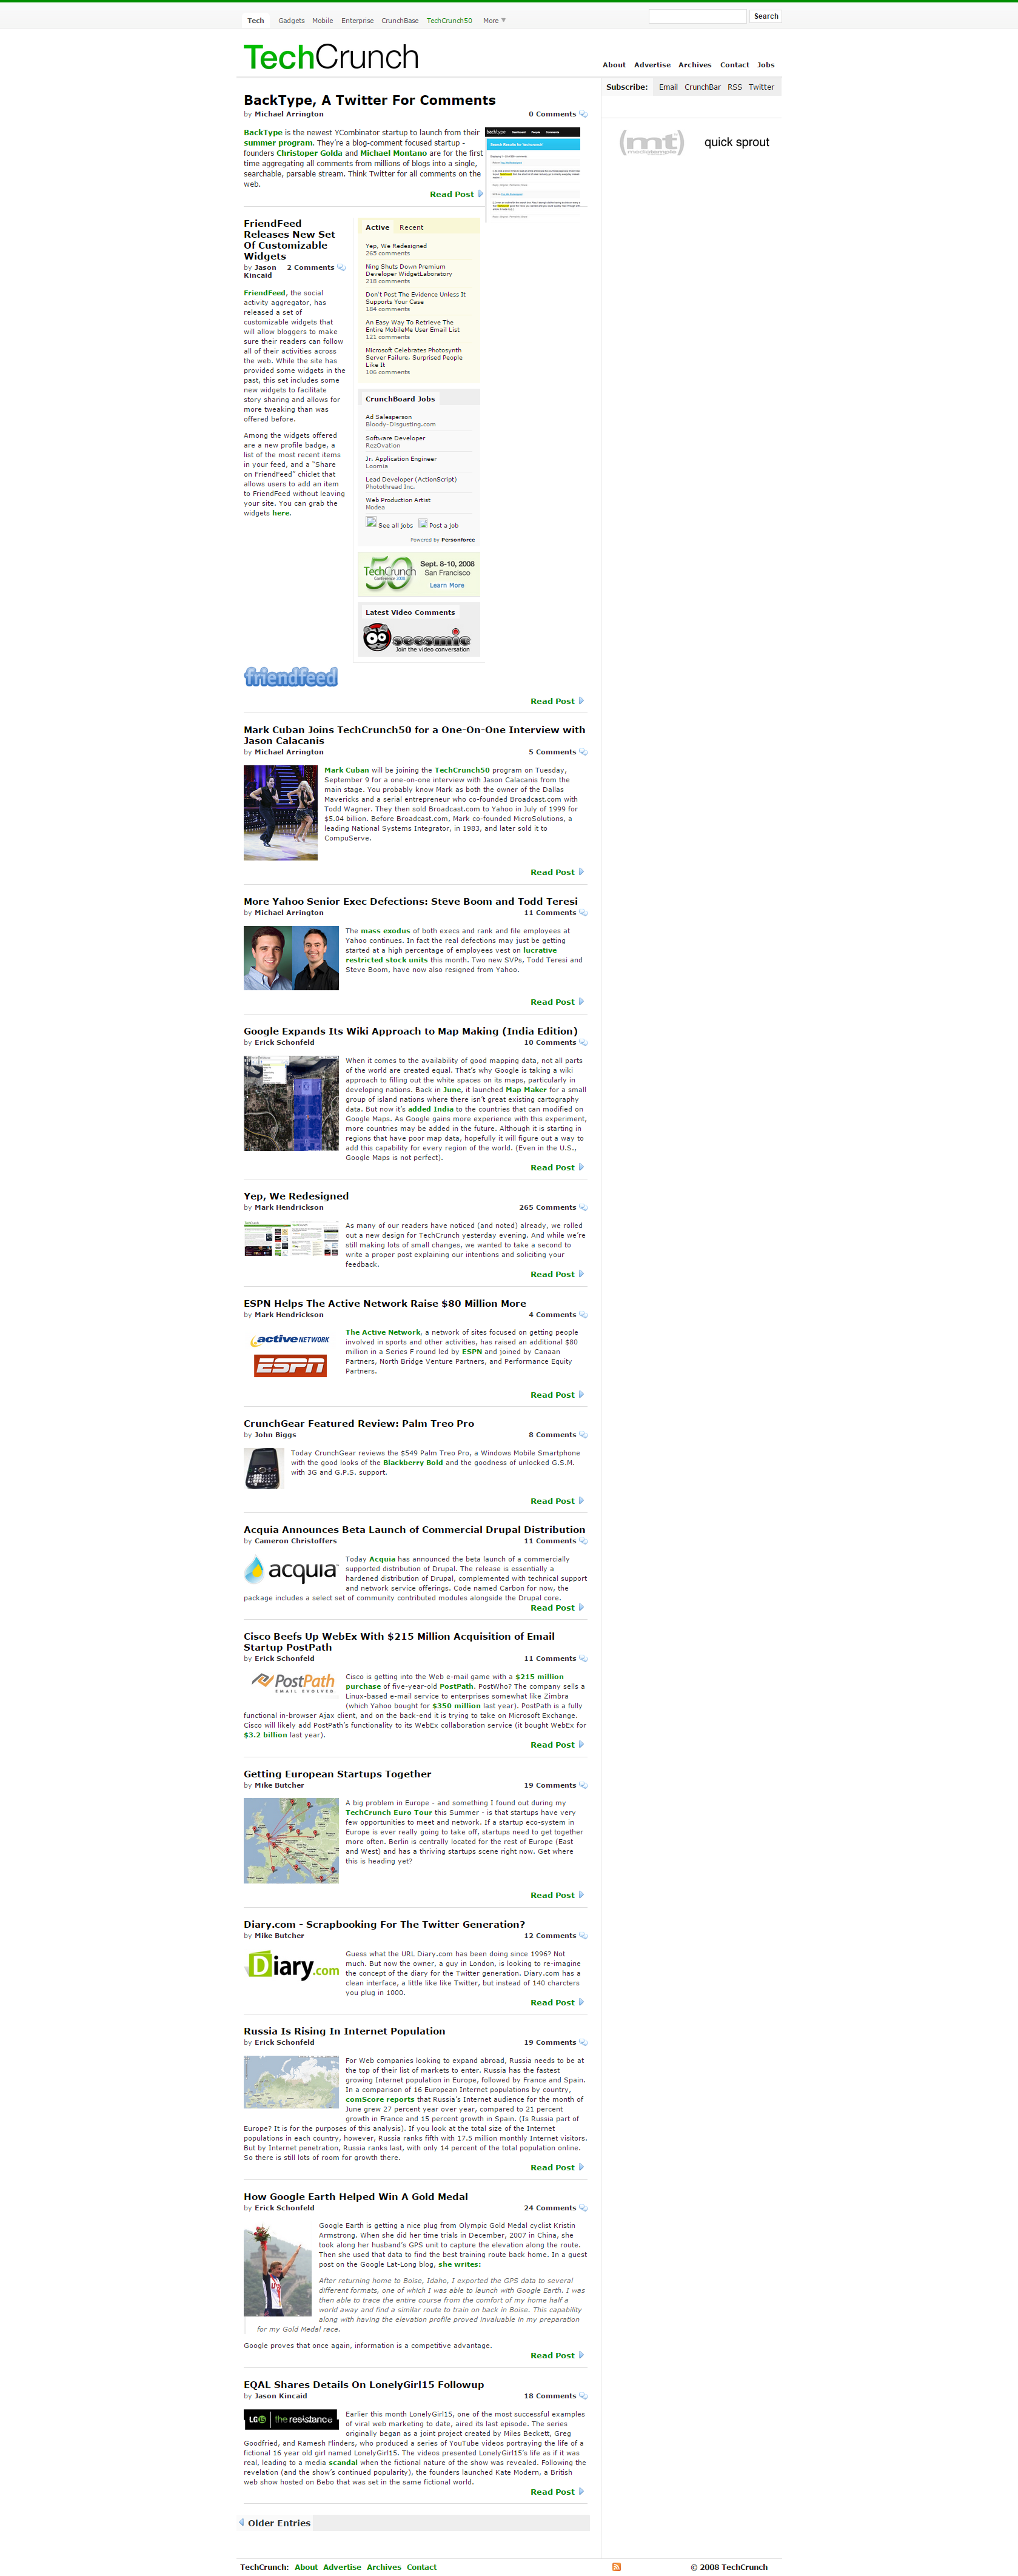 Tech Gadgets Mobile Enterprise CrunchBase TechCrunch50 More
Search
TechCrunch
About Advertise Archives Contact Jobs
Subscribe: Email CrunchBar RSS Twitter
(mt) mediatemple
quick sprout
BackType, A Twitter For Comments
by Michael Arrington 0 Comments
BackType is the newest YCombinator startup to launch from their
summer program. They're a blog-comment focused startup -
founders Christoper Golda and Michael Montano are for the first
time aggregating all comments from millions of blogs into a single,
searchable, parsable stream. Think Twitter for all comments on the
web.
Read Post
FriendFeed
Releases New Set
Of Customizable
Widgets
by Jason 2 Comments
Kincaid
FriendFeed, the social
activity aggregator, has
released a set of
customizable widgets that
will allow bloggers to make
sure their readers can follow
all of their activities across
the web. While the site has
provided some widgets in the
past, this set includes some
new widgets to facilitate
story sharing and allows for
more tweaking than was
offered before.
Among the widgets offered
are a new profile badge, a
list of the most recent items
in your feed, and a "Share
on FriendFeed" chiclet that
allows users to add an item
to FriendFeed without leaving
your site. You can grab the
widgets here.
Active Recent
Yep, We Redesigned
265 comments
Ning Shuts Down Premium
Developer WidgetLaboratory
218 comments
Don't Post The Evidence Unless It
Supports Your Case
184 comments
An Easy Way To Retrieve The
Entire MobileMe User Email List
121 comments
Microsoft Celebrates Photosynth
Server Failure, Surprised People
Like It
106 comments
CrunchBoard Jobs
Ad Salesperson
Bloody-Disgusting.com
Software Developer
RezOvation
Jr. Application Engineer
Loomia
Lead Developer (ActionScript)
Photothread Inc.
Web Production Artist
Modea
See all jobs Post a job
Powered by Personforce
TechCrunch 50
Conference 2008
Sept. 8-10, 2008
San Francisco
Learn More
Latest Video Comments
seesmic
Join the video conversation
friendfeed
Read Post
Mark Cuban Joins TechCrunch50 for a One-On-One Interview with
Jason Calacanis
by Michael Arrington 5 Comments
Mark Cuban will be joining the TechCrunch50 program on Tuesday,
September 9 for a one-on-one interview with Jason Calacanis from the
main stage. You probably know Mark as both the owner of the Dallas
Mavericks and a serial entrepreneur who co-founded Broadcast.com with
Todd Wagner. They then sold Broadcast.com to Yahoo in July of 1999 for
$5.04 billion. Before Broadcast.com, Mark co-founded MicroSolutions, a
leading National Systems Integrator, in 1983, and later sold it to
CompuServe.
Read Post
More Yahoo Senior Exec Defections: Steve Boom and Todd Teresi
by Michael Arrington 11 Comments
The mass exodus of both execs and rank and file employees at
Yahoo continues. In fact the real defections may just be getting
started at a high percentage of employees vest on lucrative
restricted stock units this month. Two new SVPs, Todd Teresi and
Steve Boom, have now also resigned from Yahoo.
Read Post
Google Expands Its Wiki Approach to Map Making (India Edition)
by Erick Schonfeld 10 Comments
When it comes to the availability of good mapping data, not all parts
of the world are created equal. That's why Google is taking a wiki
approach to filling out the white spaces on its maps, particularly in
developing nations. Back in June, it launched Map Maker for a small
group of island nations where there isn't great existing cartography
data. But now it's added India to the countries that can modified on
Google Maps. As Google gains more experience with this experiment,
more countries may be added in the future. Although it is starting in
regions that have poor map data, hopefully it will figure out a way to
add this capability for every region of the world. (Even in the U.S.,
Google Maps is not perfect).
Read Post
Yep, We Redesigned
by Mark Hendrickson 265 Comments
As many of our readers have noticed (and noted) already, we rolled
out a new design for TechCrunch yesterday evening. And while we're
still making lots of small changes, we wanted to take a second to
write a proper post explaining our intentions and soliciting your
feedback.
Read Post
ESPN Helps The Active Network Raise $80 Million More
by Mark Hendrickson 4 Comments
active NETWORK
ESPN
The Active Network, a network of sites focused on getting people
involved in sports and other activities, has raised an additional $80
million in a Series F round led by ESPN and joined by Canaan
Partners, North Bridge Venture Partners, and Performance Equity
Partners.
Read Post
CrunchGear Featured Review: Palm Treo Pro
by John Biggs 8 Comments
Today CrunchGear reviews the $549 Palm Treo Pro, a Windows Mobile Smartphone
with the good looks of the Blackberry Bold and the goodness of unlocked G.S.M.
with 3G and G.P.S. support.
Read Post
Acquia Announces Beta Launch of Commercial Drupal Distribution
by Cameron Christoffers 11 Comments
acquia
Today Acquia has announced the beta launch of a commercially
supported distribution of Drupal. The release is essentially a
hardened distribution of Drupal, complemented with technical support
and network service offerings. Code named Carbon for now, the
package includes a select set of community contributed modules alongside the Drupal core.
Read Post
Cisco Beefs Up WebEx With $215 Million Acquisition of Email
Startup PostPath
by Erick Schonfeld 11 Comments
PostPath
EMAIL EVOLVED
Cisco is getting into the Web e-mail game with a $215 million
purchase of five-year-old PostPath. PostWho? The company sells a
Linux-based e-mail service to enterprises somewhat like Zimbra
(which Yahoo bought for $350 million last year). PostPath is a fully
functional in-browser Ajax client, and on the back-end it is trying to take on Microsoft Exchange.
Cisco will likely add PostPath's functionality to its WebEx collaboration service (it bought WebEx for
$3.2 billion last year).
Read Post
Getting European Startups Together
by Mike Butcher 19 Comments
A big problem in Europe - and something I found out during my
TechCrunch Euro Tour this Summer - is that startups have very
few opportunities to meet and network. If a startup eco-system in
Europe is ever really going to take off, startups need to get together
more often. Berlin is centrally located for the rest of Europe (East
and West) and has a thriving startups scene right now. Get where
this is heading yet?
Read Post
Diary.com - Scrapbooking For The Twitter Generation?
by Mike Butcher 12 Comments
Diary.com
Guess what the URL Diary.com has been doing since 1996? Not
much. But now the owner, a guy in London, is looking to re-imagine
the concept of the diary for the Twitter generation. Diary.com has a
clean interface, a little like like Twitter, but instead of 140 charcters
you plug in 1000.
Read Post
Russia Is Rising In Internet Population
by Erick Schonfeld 19 Comments
For Web companies looking to expand abroad, Russia needs to be at
the top of their list of markets to enter. Russia has the fastest
growing Internet population in Europe, followed by France and Spain.
In a comparison of 16 European Internet populations by country,
comScore reports that Russia's Internet audience for the month of
June grew 27 percent year over year, compared to 21 percent
growth in France and 15 percent growth in Spain. (Is Russia part of
Europe? It is for the purposes of this analysis). If you look at the total size of the Internet
populations in each country, however, Russia ranks fifth with 17.5 million monthly Internet visitors.
But by Internet penetration, Russia ranks last, with only 14 percent of the total population online.
So there is still lots of room for growth there.
Read Post
How Google Earth Helped Win A Gold Medal
by Erick Schonfeld 24 Comments
Google Earth is getting a nice plug from Olympic Gold Medal cyclist Kristin
Armstrong. When she did her time trials in December, 2007 in China, she
took along her husband's GPS unit to capture the elevation along the route.
Then she used that data to find the best training route back home. In a guest
post on the Google Lat-Long blog, she writes:
After returning home to Boise, Idaho, I exported the GPS data to several
different formats, one of which I was able to launch with Google Earth. I was
then able to trace the entire course from the comfort of my home half a
world away and find a similar route to train on back in Boise. This capability
along with having the elevation profile proved invaluable in my preparation
for my Gold Medal race.
Google proves that once again, information is a competitive advantage.
Read Post
EQAL Shares Details On LonelyGirl15 Followup
by Jason Kincaid 18 Comments
LG15 the resistance
Earlier this month LonelyGirl15, one of the most successful examples
of viral web marketing to date, aired its last episode. The series
originally began as a joint project created by Miles Beckett, Greg
Goodfried, and Ramesh Flinders, who produced a series of YouTube videos portraying the life of a
fictional 16 year old girl named LonelyGirl15. The videos presented LonelyGirl15's life as if it was
real, leading to a media scandal when the fictional nature of the show was revealed. Following the
revelation (and the show's continued popularity), the founders launched Kate Modern, a British
web show hosted on Bebo that was set in the same fictional world.
Read Post
Older Entries
TechCrunch: About Advertise Archives Contact
© 2008 TechCrunch